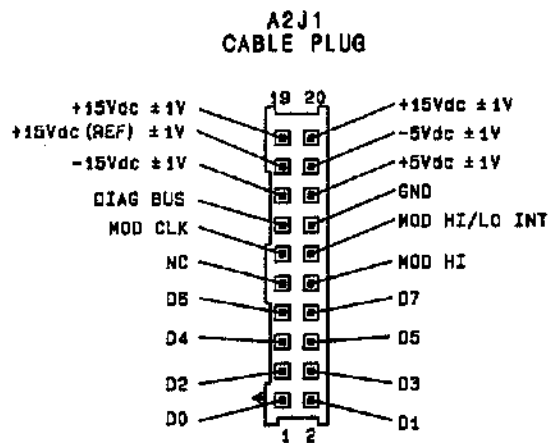 A2J1
CABLE PLUG
19 20
+15Vdc ±1V +15Vdc ±1V
+15Vdc (REF) ±1V -5Vdc ±1V
-15Vdc ±1V +5Vdc ±1V
DIAG BUS GND
MOD CLK MOD HI/LO INT
NC MOD HI
D6 D7
D4 D5
D2 D3
D0 D1
1 2